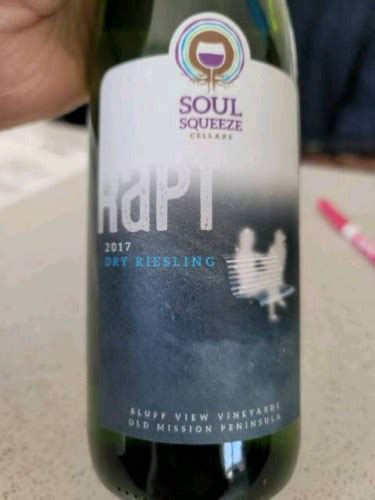 SOUL
SQUEEZE
CELLARS
RAPT
2017
DRY RIESLING
BLUFF VIEW VINEYARDS
OLD MISSION PENINSULA